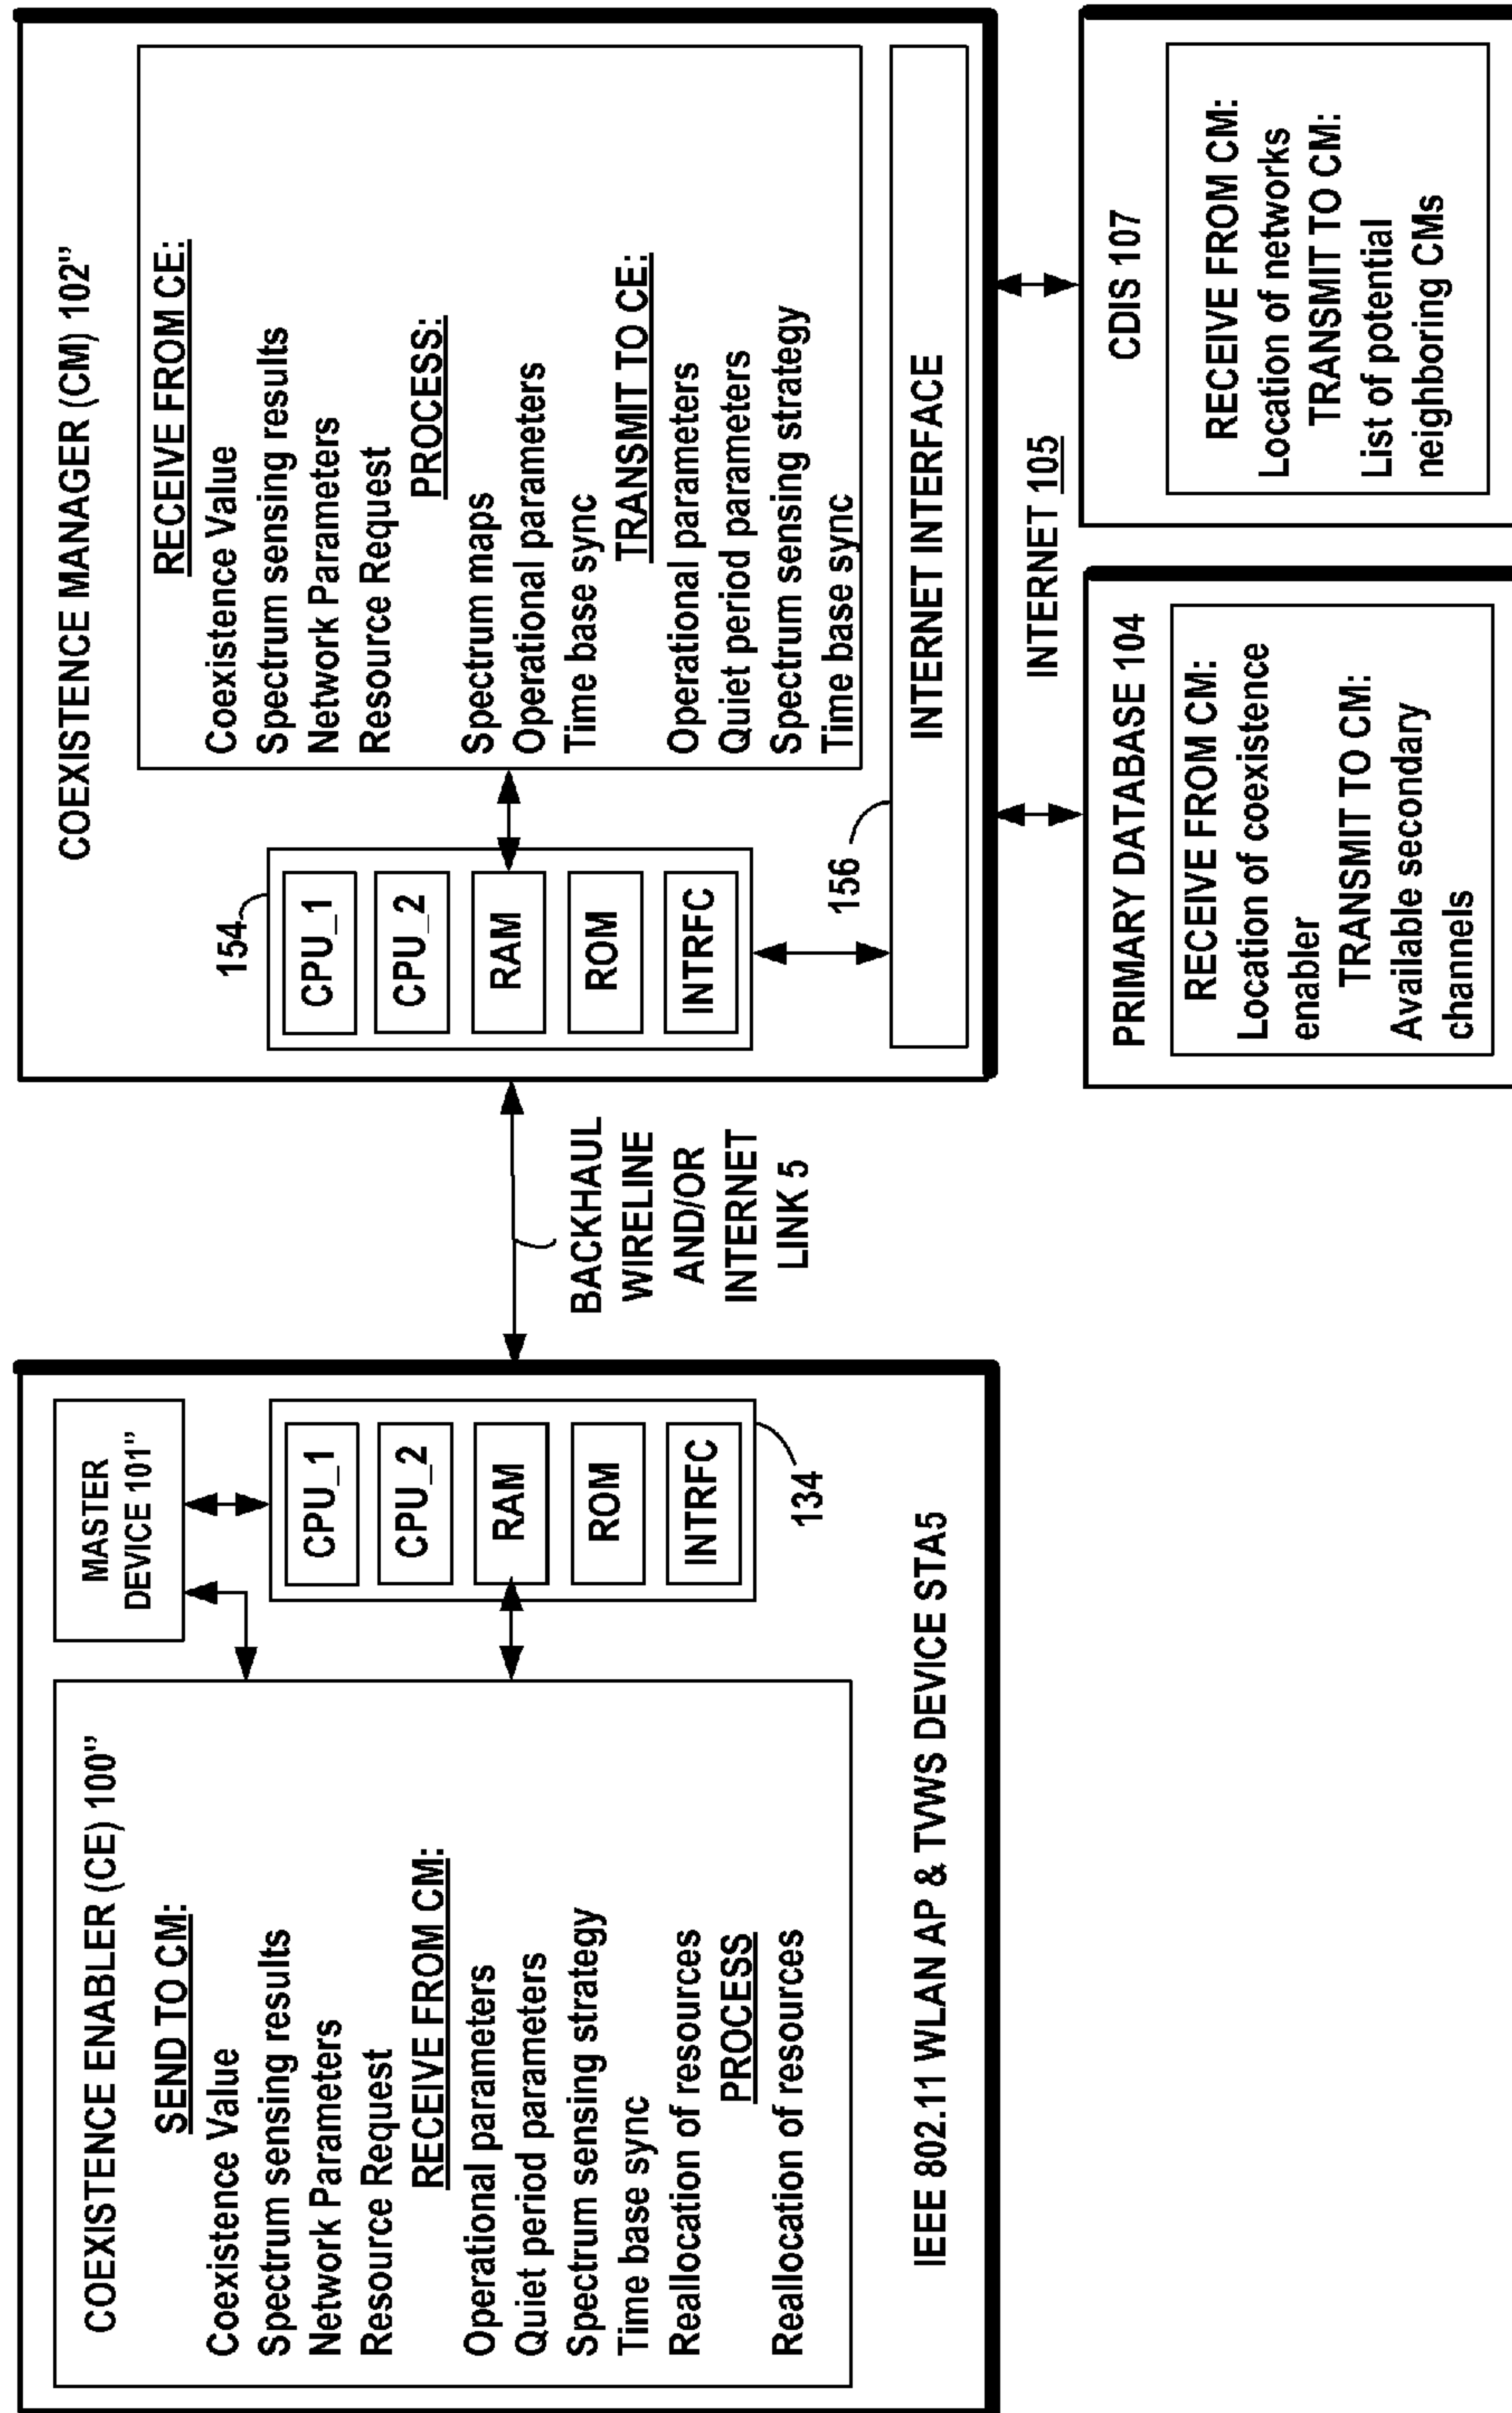 COEXISTENCE ENABLER (CE) 100”
SEND TO CM:
Coexistence Value
Spectrum sensing results
Network Parameters
Resource Request
RECEIVE FROM CM:
Operational parameters
Quiet period parameters
Spectrum sensing strategy
Time base sync
Reallocation of resources
PROCESS
Reallocation of resources
MASTER
DEVICE 101”
CPU_1
CPU_2
RAM
ROM
INTRFC
134
IEEE 802.11 WLAN AP & TVWS DEVICE STA5
BACKHAUL
WIRELINE
AND/OR
INTERNET
LINK 5
COEXISTENCE MANAGER (CM) 102”
154
CPU_1
CPU_2
RAM
ROM
INTRFC
RECEIVE FROM CE:
Coexistence Value
Spectrum sensing results
Network Parameters
Resource Request
PROCESS:
Spectrum maps
Operational parameters
Time base sync
TRANSMIT TO CE:
Operational parameters
Quiet period parameters
Spectrum sensing strategy
Time base sync
156
INTERNET INTERFACE
INTERNET 105
PRIMARY DATABASE 104
RECEIVE FROM CM:
Location of coexistence
enabler
TRANSMIT TO CM:
Available secondary
channels
CDIS 107
RECEIVE FROM CM:
Location of networks
TRANSMIT TO CM:
List of potential
neighboring CMs